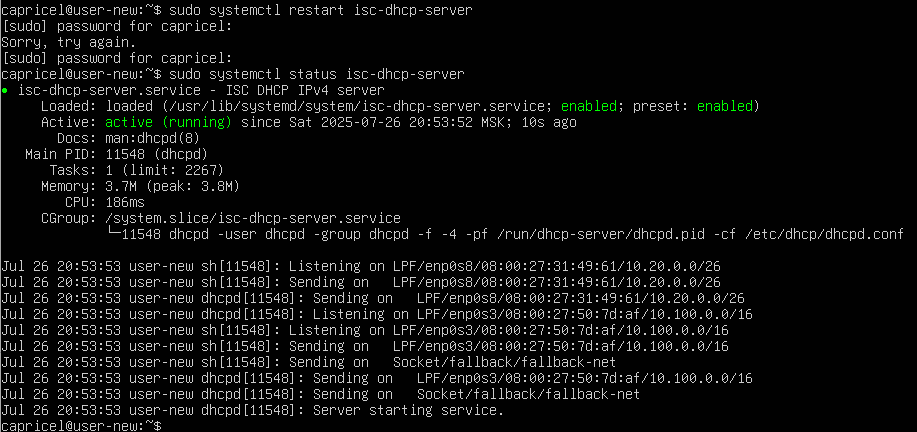 capricel@user-new:~$ sudo systemctl restart isc-dhcp-server
[sudo] password for capricel:
Sorry, try again.
[sudo] password for capricel:
capricel@user-new:~$ sudo systemctl status isc-dhcp-server
● isc-dhcp-server.service - ISC DHCP IPv4 server
Loaded: loaded (/usr/lib/systemd/system/isc-dhcp-server.service; enabled; preset: enabled)
Active: active (running) since Sat 2025-07-26 20:53:52 MSK; 10s ago
Docs: man:dhcpd(8)
Main PID: 11548 (dhcpd)
Tasks: 1 (limit: 2267)
Memory: 3.7M (peak: 3.8M)
CPU: 186ms
CGroup: /system.slice/isc-dhcp-server.service
└─11548 dhcpd -user dhcpd -group dhcpd -f -4 -pf /run/dhcp-server/dhcpd.pid -cf /etc/dhcp/dhcpd.conf
Jul 26 20:53:53 user-new sh[11548]: Listening on LPF/enp0s8/08:00:27:31:49:61/10.20.0.0/26
Jul 26 20:53:53 user-new sh[11548]: Sending on   LPF/enp0s8/08:00:27:31:49:61/10.20.0.0/26
Jul 26 20:53:53 user-new dhcpd[11548]: Sending on   LPF/enp0s8/08:00:27:31:49:61/10.20.0.0/26
Jul 26 20:53:53 user-new dhcpd[11548]: Listening on LPF/enp0s3/08:00:27:50:7d:af/10.100.0.0/16
Jul 26 20:53:53 user-new sh[11548]: Listening on LPF/enp0s3/08:00:27:50:7d:af/10.100.0.0/16
Jul 26 20:53:53 user-new sh[11548]: Sending on   LPF/enp0s3/08:00:27:50:7d:af/10.100.0.0/16
Jul 26 20:53:53 user-new sh[11548]: Sending on   Socket/fallback/fallback-net
Jul 26 20:53:53 user-new dhcpd[11548]: Sending on   LPF/enp0s3/08:00:27:50:7d:af/10.100.0.0/16
Jul 26 20:53:53 user-new dhcpd[11548]: Sending on   Socket/fallback/fallback-net
Jul 26 20:53:53 user-new dhcpd[11548]: Server starting service.
capricel@user-new:~$